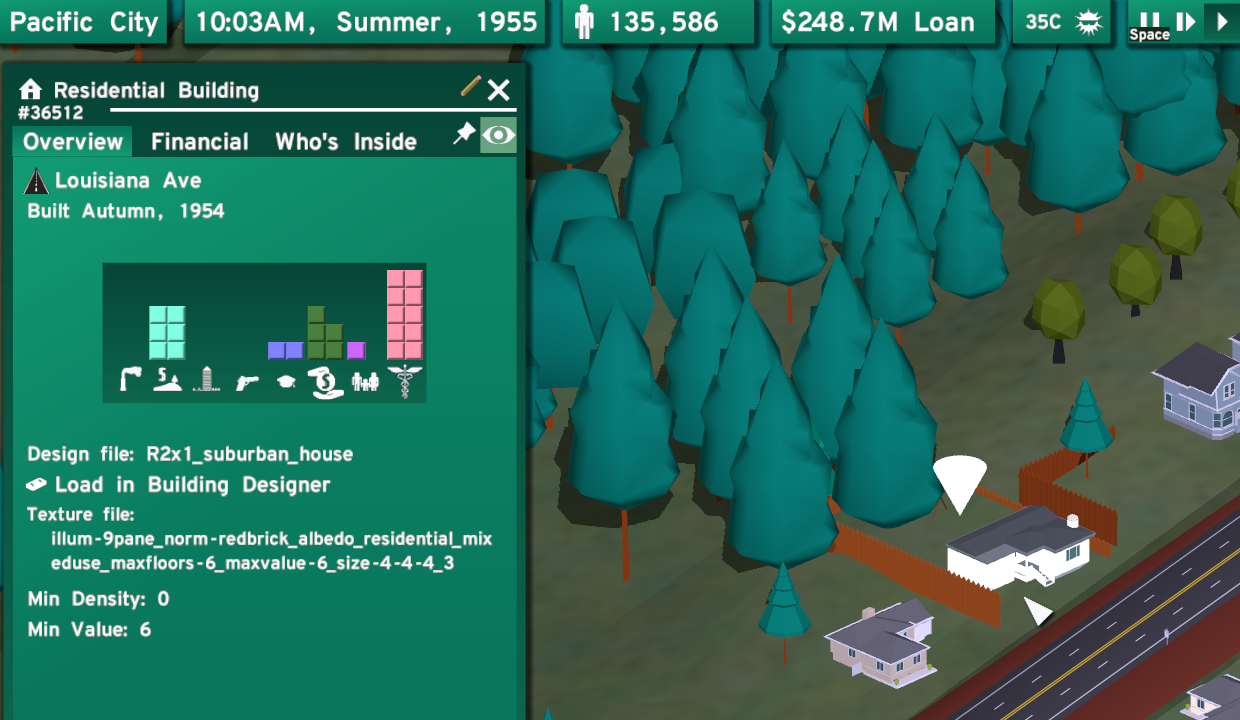 Pacific City
10:03AM, Summer, 1955
135,586
$248.7M Loan
35C
Space
Residential Building
#36512
Overview
Financial
Who's Inside
Louisiana Ave
Built Autumn, 1954
Design file: R2x1_suburban_house
Load in Building Designer
Texture file:
illum-9pane_norm-redbrick_albedo_residential_mix
eduse_maxfloors-6_maxvalue-6_size-4-4-4_3
Min Density: 0
Min Value: 6